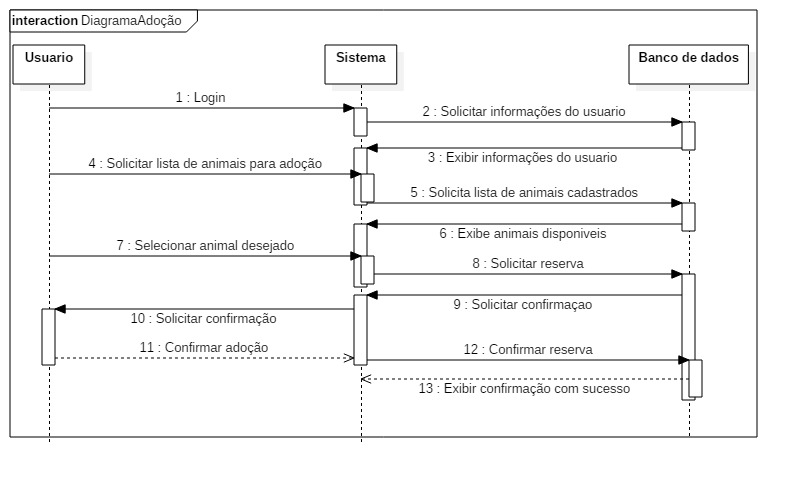 interaction DiagramaAdoção
Usuario
Sistema
Banco de dados
1 : Login
2 : Solicitar informações do usuario
3 : Exibir informações do usuario
4 : Solicitar lista de animais para adoção
5 : Solicita lista de animais cadastrados
6 : Exibe animais disponiveis
7 : Selecionar animal desejado
8 : Solicitar reserva
9 : Solicitar confirmaçao
10 : Solicitar confirmação
11 : Confirmar adoção
12 : Confirmar reserva
13 : Exibir confirmação com sucesso